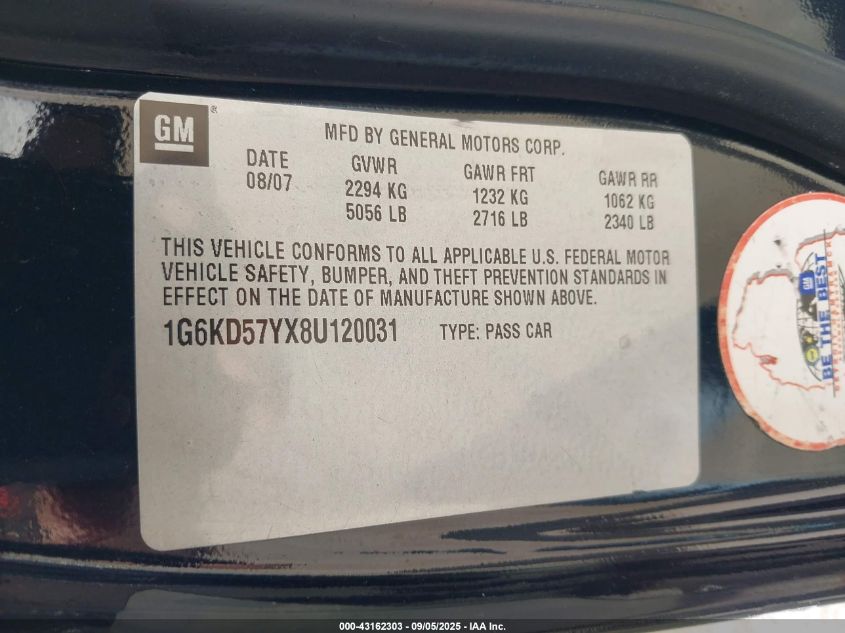 GM®
MFD BY GENERAL MOTORS CORP.
DATE GVWR GAWR FRT GAWR RR
08/07 2294 KG 1232 KG 1062 KG
5056 LB 2716 LB 2340 LB
THIS VEHICLE CONFORMS TO ALL APPLICABLE U.S. FEDERAL MOTOR
VEHICLE SAFETY, BUMPER, AND THEFT PREVENTION STANDARDS IN
EFFECT ON THE DATE OF MANUFACTURE SHOWN ABOVE.
1G6KD57YX8U120031 TYPE: PASS CAR
GM
BE THE BEST
000-43162303 - 09/05/2025 - IAA Inc.